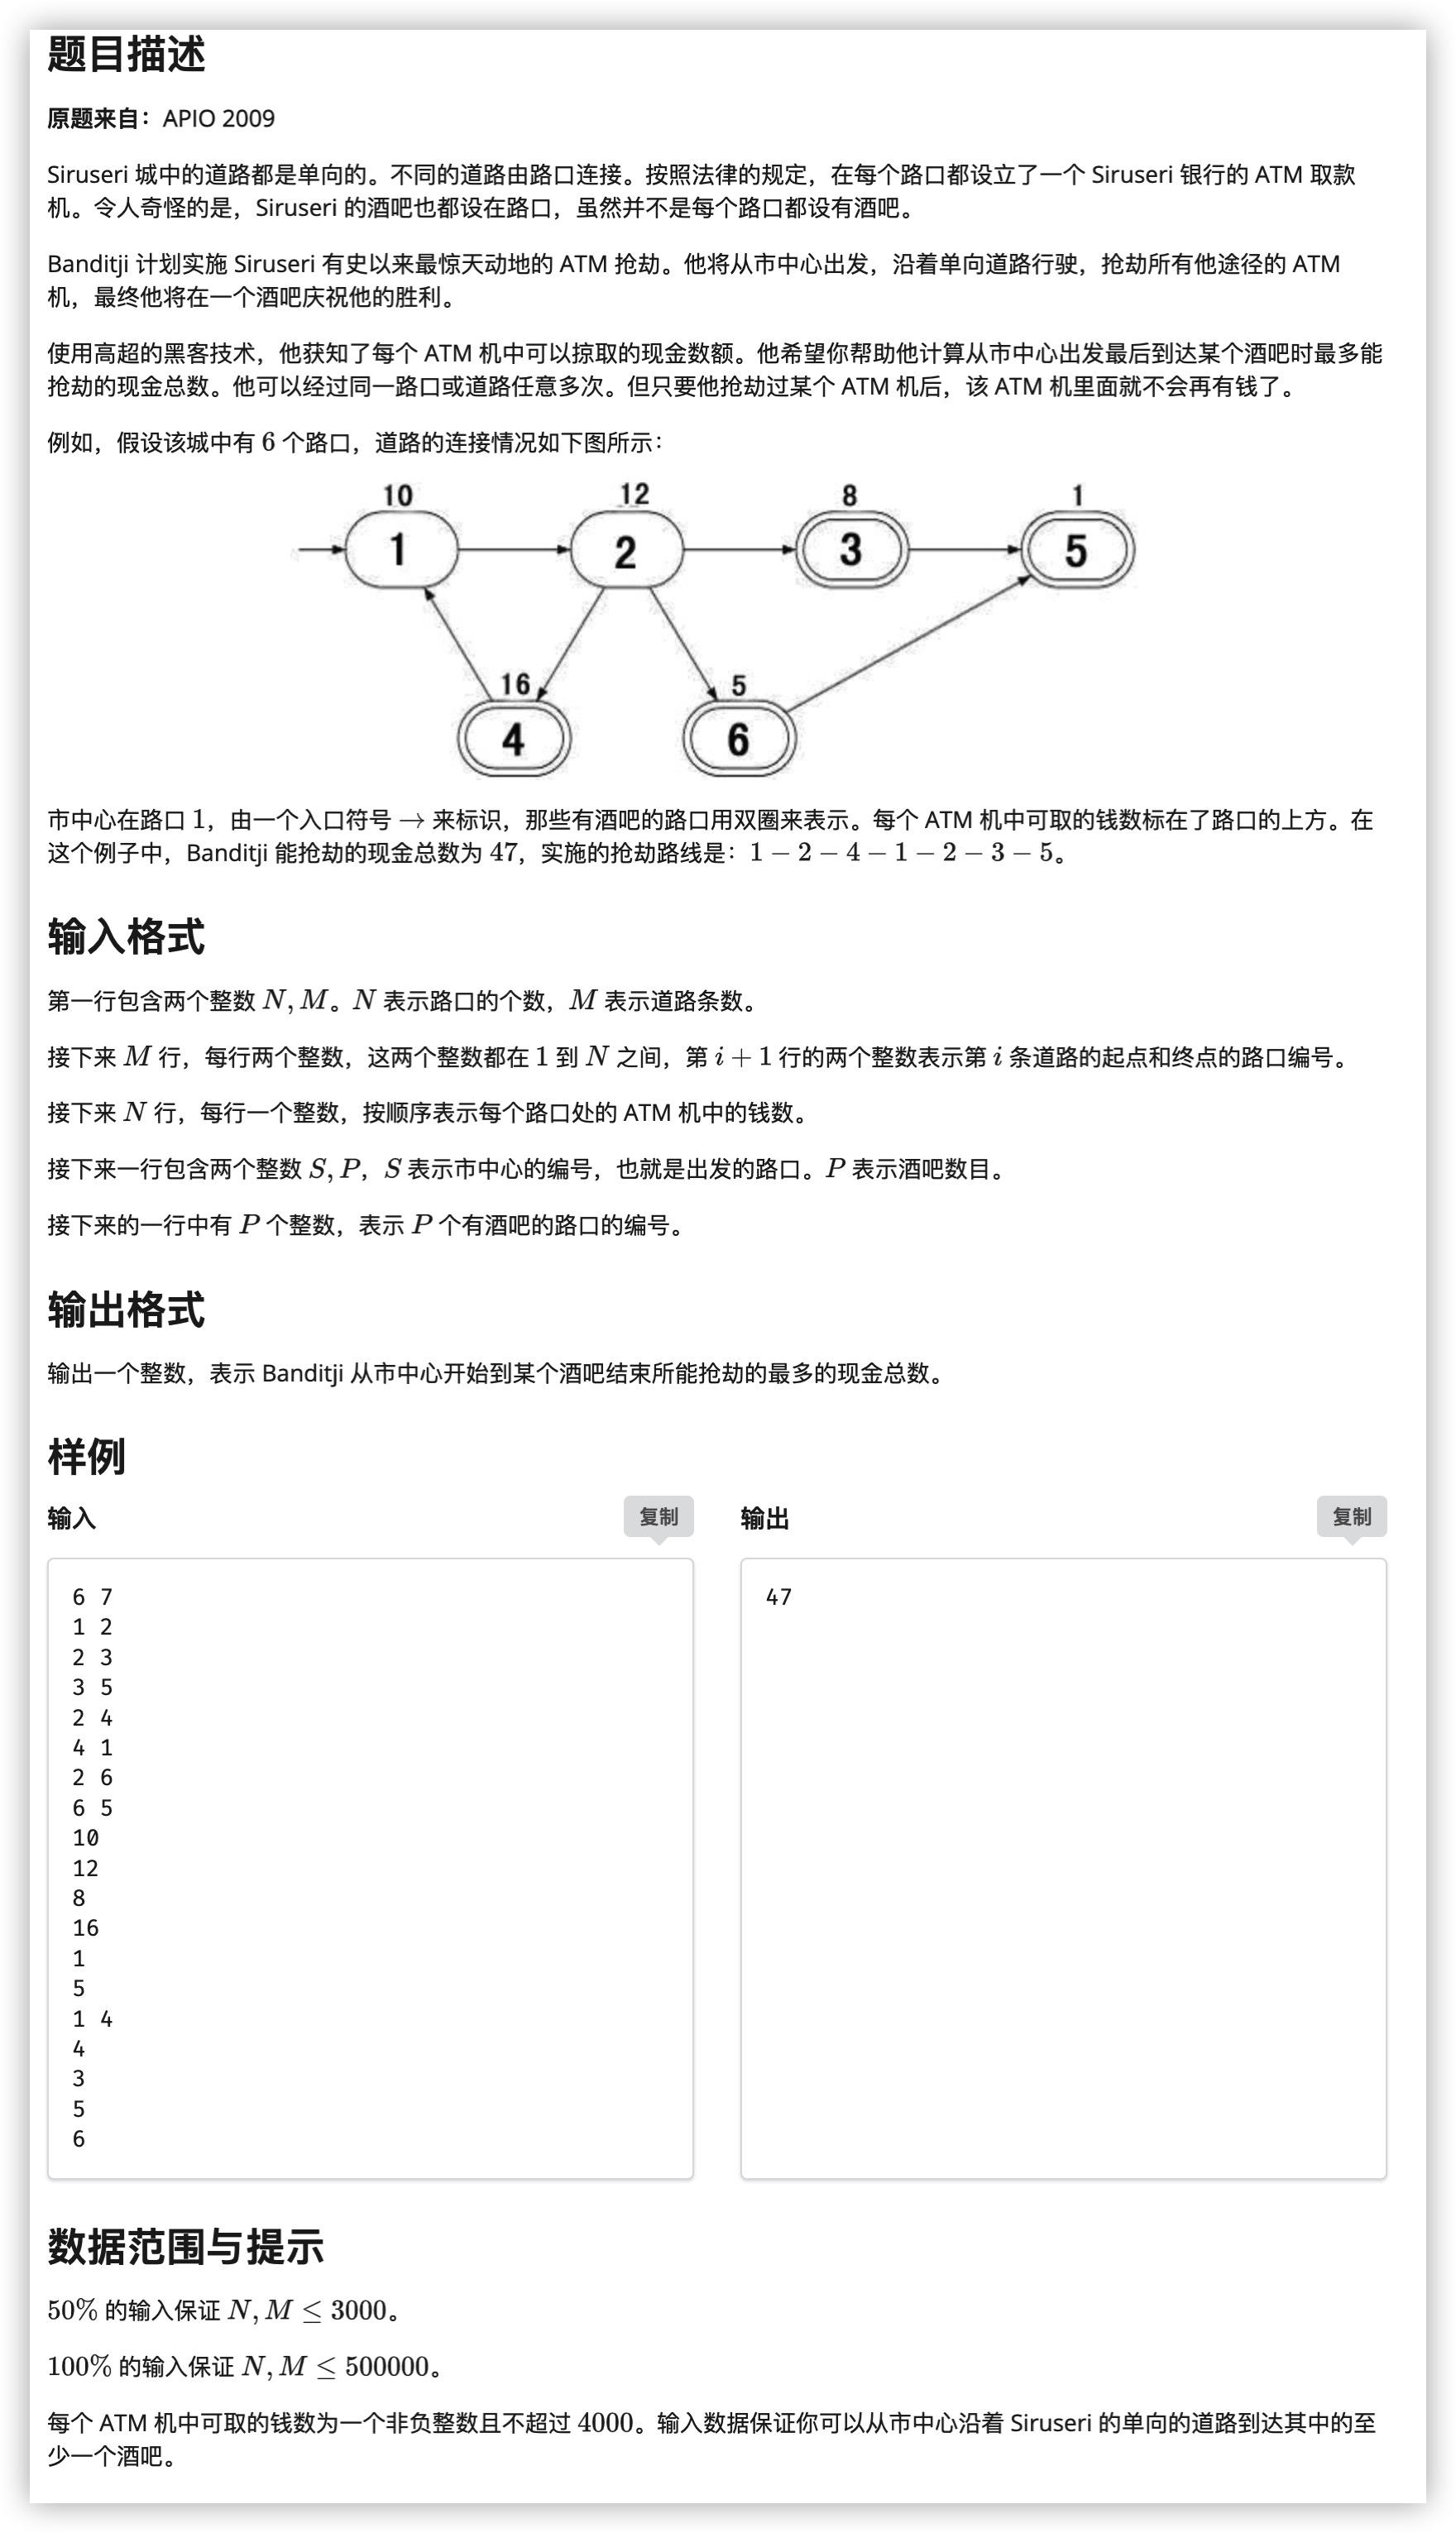 题目描述
原题来自：APIO 2009
Siruseri 城中的道路都是单向的。不同的道路由路口连接。按照法律的规定，在每个路口都设立了一个 Siruseri 银行的 ATM 取款
机。令人奇怪的是，Siruseri 的酒吧也都设在路口，虽然并不是每个路口都设有酒吧。
Banditji 计划实施 Siruseri 有史以来最惊天动地的 ATM 抢劫。他将从市中心出发，沿着单向道路行驶，抢劫所有他途径的 ATM
机，最终他将在一个酒吧庆祝他的胜利。
使用高超的黑客技术，他获知了每个 ATM 机中可以掠取的现金数额。他希望你帮助他计算从市中心出发最后到达某个酒吧时最多能
抢劫的现金总数。他可以经过同一路口或道路任意多次。但只要他抢劫过某个 ATM 机后，该 ATM 机里面就不会再有钱了。
例如，假设该城中有 6 个路口，道路的连接情况如下图所示：
10 12 8 1
1 2 3 5
16 5
4 6
市中心在路口 1，由一个入口符号 → 来标识，那些有酒吧的路口用双圈来表示。每个 ATM 机中可取的钱数标在了路口的上方。在
这个例子中，Banditji 能抢劫的现金总数为 47，实施的抢劫路线是：1 − 2 − 4 − 1 − 2 − 3 − 5。
输入格式
第一行包含两个整数 N, M。N 表示路口的个数，M 表示道路条数。
接下来 M 行，每行两个整数，这两个整数都在 1 到 N 之间，第 i + 1 行的两个整数表示第 i 条道路的起点和终点的路口编号。
接下来 N 行，每行一个整数，按顺序表示每个路口处的 ATM 机中的钱数。
接下来一行包含两个整数 S, P，S 表示市中心的编号，也就是出发的路口。P 表示酒吧数目。
接下来的一行中有 P 个整数，表示 P 个有酒吧的路口的编号。
输出格式
输出一个整数，表示 Banditji 从市中心开始到某个酒吧结束所能抢劫的最多的现金总数。
样例
输入 复制
6 7
1 2
2 3
3 5
2 4
4 1
2 6
6 5
10
12
8
16
1
5
1 4
4
3
5
6
输出 复制
47
数据范围与提示
50% 的输入保证 N, M ≤ 3000。
100% 的输入保证 N, M ≤ 500000。
每个 ATM 机中可取的钱数为一个非负整数且不超过 4000。输入数据保证你可以从市中心沿着 Siruseri 的单向的道路到达其中的至
少一个酒吧。